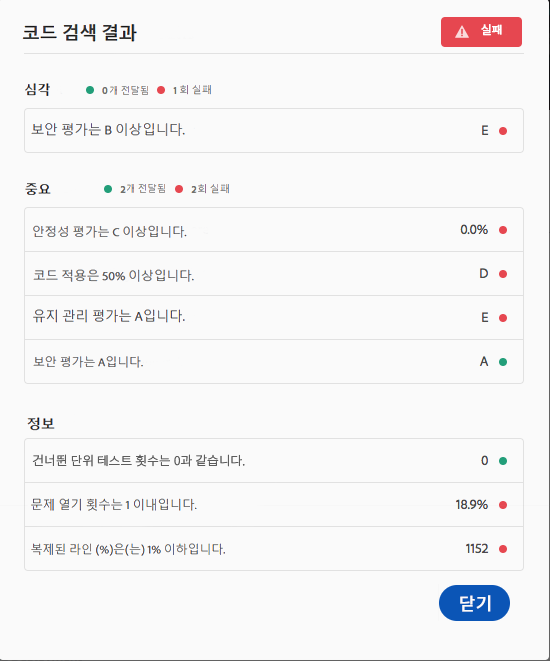 코드 검색 결과
실패
심각 0개 전달됨 1회 실패
보안 평가는 B 이상입니다. E
중요 2개 전달됨 2회 실패
안정성 평가는 C 이상입니다. 0.0%
코드 적용은 50% 이상입니다. D
유지 관리 평가는 A입니다. E
보안 평가는 A입니다. A
정보
건너뛴 단위 테스트 횟수는 0과 같습니다. 0
문제 열기 횟수는 1 이내입니다. 18.9%
복제된 라인 (%)은(는) 1% 이하입니다. 1152
닫기